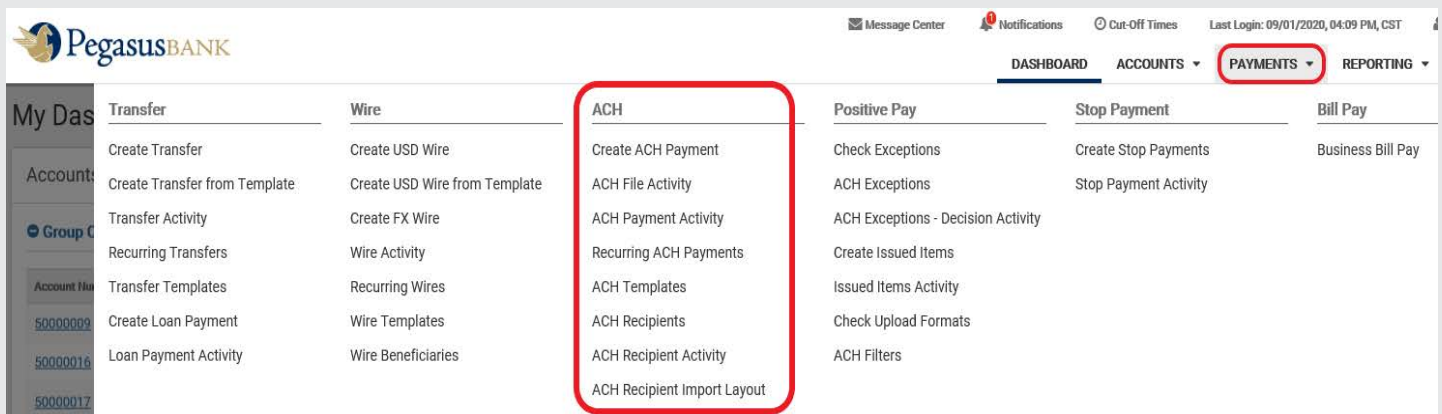 Message Center
1
Notifications
Cut-Off Times
Last Login: 09/01/2020, 04:09 PM, CST
PegasusBANK
DASHBOARD
ACCOUNTS
PAYMENTS
REPORTING
My Das
Accounts
Group C
Account Nu
50000009
50000016
50000017
Transfer
Create Transfer
Create Transfer from Template
Transfer Activity
Recurring Transfers
Transfer Templates
Create Loan Payment
Loan Payment Activity
Wire
Create USD Wire
Create USD Wire from Template
Create FX Wire
Wire Activity
Recurring Wires
Wire Templates
Wire Beneficiaries
ACH
Create ACH Payment
ACH File Activity
ACH Payment Activity
Recurring ACH Payments
ACH Templates
ACH Recipients
ACH Recipient Activity
ACH Recipient Import Layout
Positive Pay
Check Exceptions
ACH Exceptions
ACH Exceptions - Decision Activity
Create Issued Items
Issued Items Activity
Check Upload Formats
ACH Filters
Stop Payment
Create Stop Payments
Stop Payment Activity
Bill Pay
Business Bill Pay